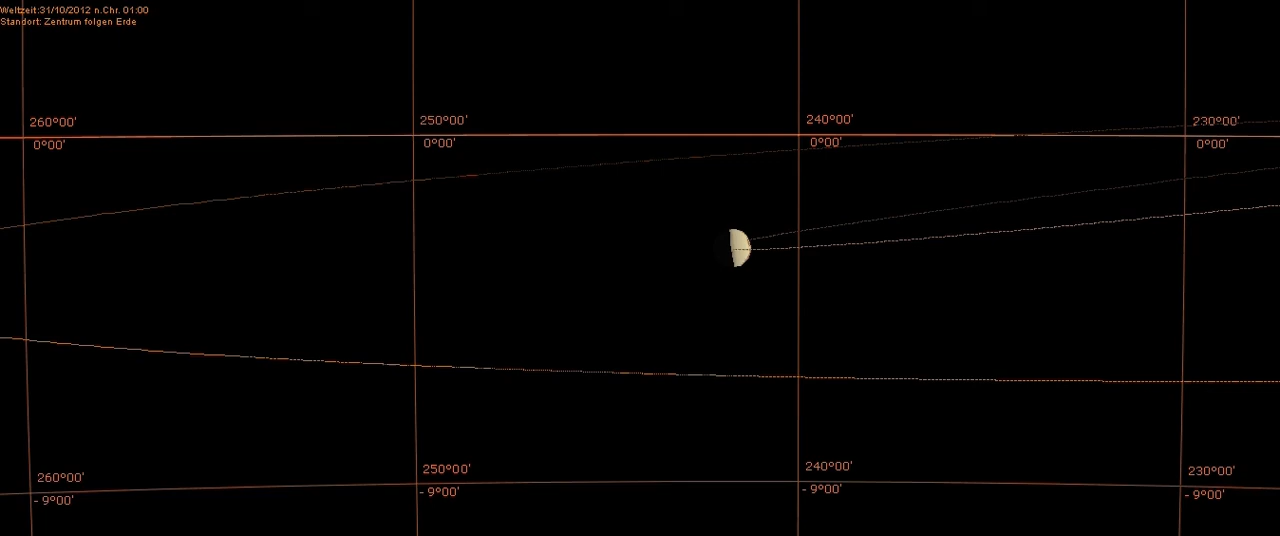 Weltzeit:31/10/2012 n.Chr. 01:00
Standort: Zentrum folgen Erde
260°00' 250°00' 240°00' 230°00'
0°00' 0°00' 0°00' 0°00'
260°00' 250°00' 240°00' 230°00'
- 9°00' - 9°00' - 9°00' - 9°00'